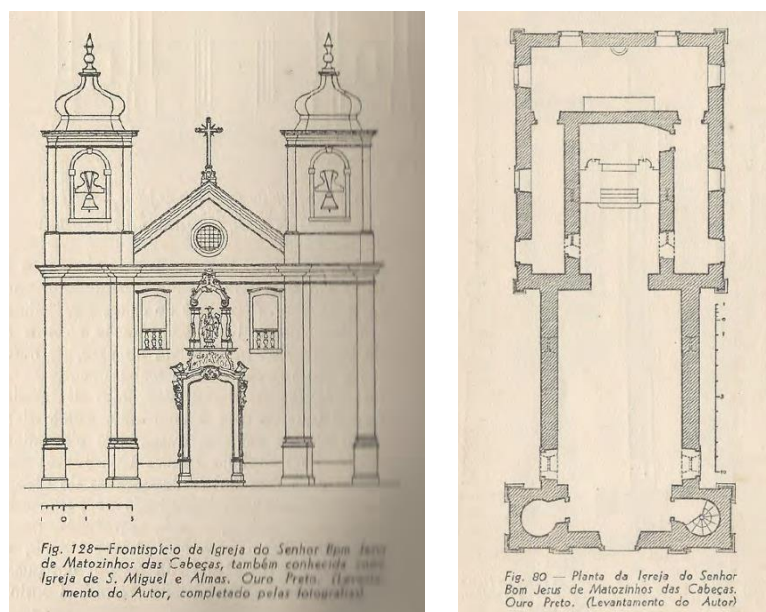 Fig. 128—Frontispício da Igreja do Senhor Bom
de Matozinhos das Cabeças, também conhecida
Igreja de S. Miguel e Almas. Ouro Preto.
mento do Autor, completado pelas fotografias)
Fig. 80 — Planta da Igreja do Senhor
Bom Jesus de Matozinhos das Cabeças.
Ouro Preto. (Levantamento do Autor)